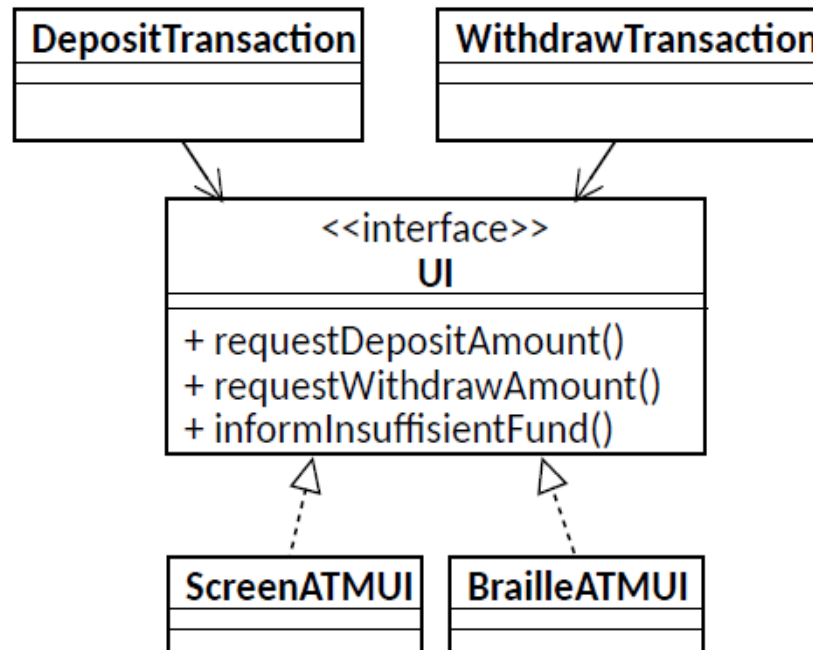 DepositTransaction
WithdrawTransaction
<<interface>>
UI
+ requestDepositAmount()
+ requestWithdrawAmount()
+ informInsuffisientFund()
ScreenATMUI
BrailleATMUI